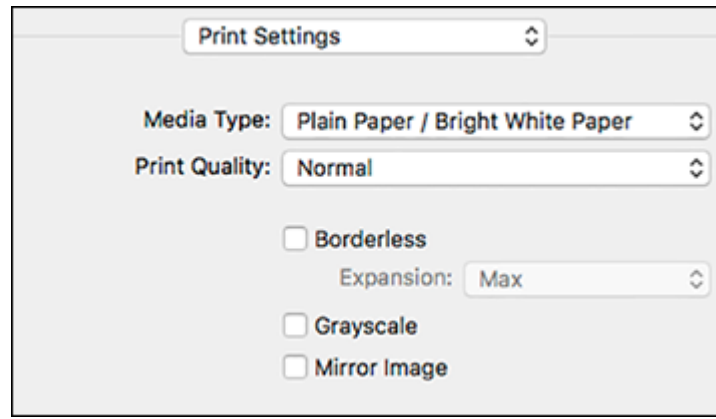 Print Settings
Media Type: Plain Paper / Bright White Paper
Print Quality: Normal
Borderless
Expansion: Max
Grayscale
Mirror Image